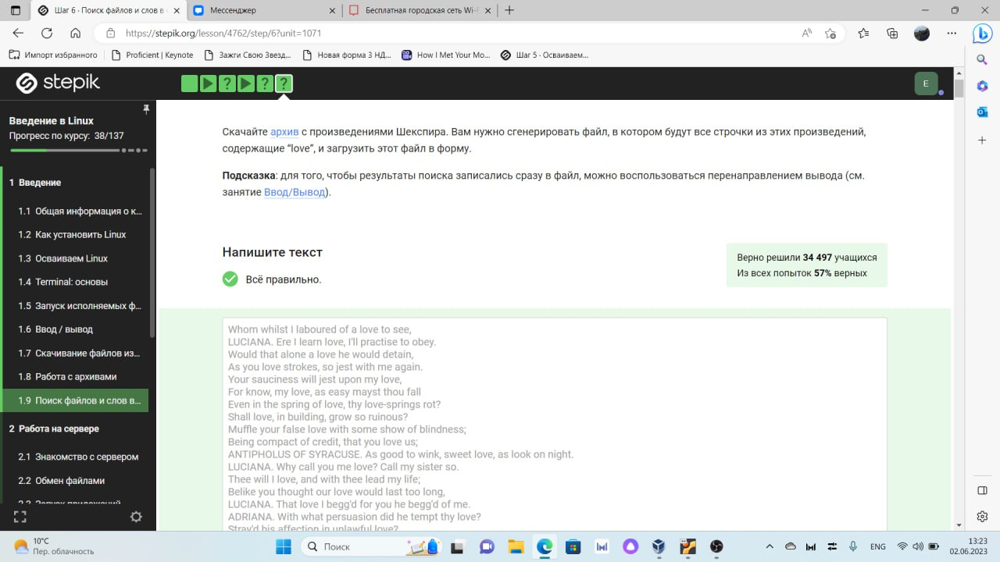 Шаг 6 · Поиск файлов и слов в
Мессенджер
Бесплатная городская сеть Wi-F
https://stepik.org/lesson/4762/step/6?unit=1071
Импорт избранного
Proficient | Keynote
Зажги Свою Звезд...
Новая форма 3 НД...
How I Met Your Mo...
Шаг 5 · Осваиваем...
stepik
E
Введение в Linux
Прогресс по курсу: 38/137
1 Введение
1.1 Общая информация о к...
1.2 Как установить Linux
1.3 Осваиваем Linux
1.4 Terminal: основы
1.5 Запуск исполняемых ф...
1.6 Ввод / вывод
1.7 Скачивание файлов из...
1.8 Работа с архивами
1.9 Поиск файлов и слов в...
2 Работа на сервере
2.1 Знакомство с сервером
2.2 Обмен файлами
2.3 Запуск приложений
Скачайте архив с произведениями Шекспира. Вам нужно сгенерировать файл, в котором будут все строчки из этих произведений,
содержащие “love”, и загрузить этот файл в форму.
Подсказка: для того, чтобы результаты поиска записались сразу в файл, можно воспользоваться перенаправлением вывода (см.
занятие Ввод/Вывод).
Напишите текст
Всё правильно.
Верно решили 34 497 учащихся
Из всех попыток 57% верных
Whom whilst I laboured of a love to see,
LUCIANA. Ere I learn love, I'll practise to obey.
Would that alone a love he would detain,
As you love strokes, so jest with me again.
Your sauciness will jest upon my love,
For know, my love, as easy mayst thou fall
Even in the spring of love, thy love-springs rot?
Shall love, in building, grow so ruinous?
Muffle your false love with some show of blindness;
Being compact of credit, that you love us;
ANTIPHOLUS OF SYRACUSE. As good to wink, sweet love, as look on night.
LUCIANA. Why call you me love? Call my sister so.
Thee will I love, and with thee lead my life;
Belike you thought our love would last too long,
LUCIANA. That love I begg'd for you he begg'd of me.
ADRIANA. With what persuasion did he tempt thy love?
Stray'd his affection in unlawful love?
10°C
Пер. облачность
Поиск
ENG
13:23
02.06.2023